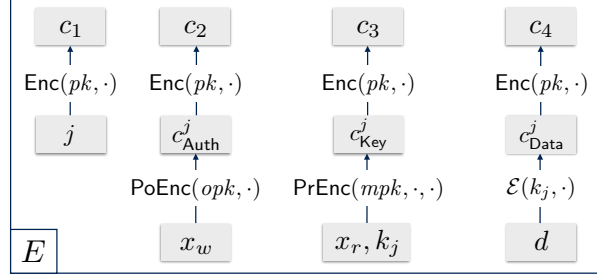 c₁ c₂ c₃ c₄
Enc(pk, ·) Enc(pk, ·) Enc(pk, ·) Enc(pk, ·)
j c^j_Auth c^j_Key c^j_Data
PoEnc(opk, ·) PrEnc(mpk, ·, ·) ℰ(k_j, ·)
E x_w x_r, k_j d